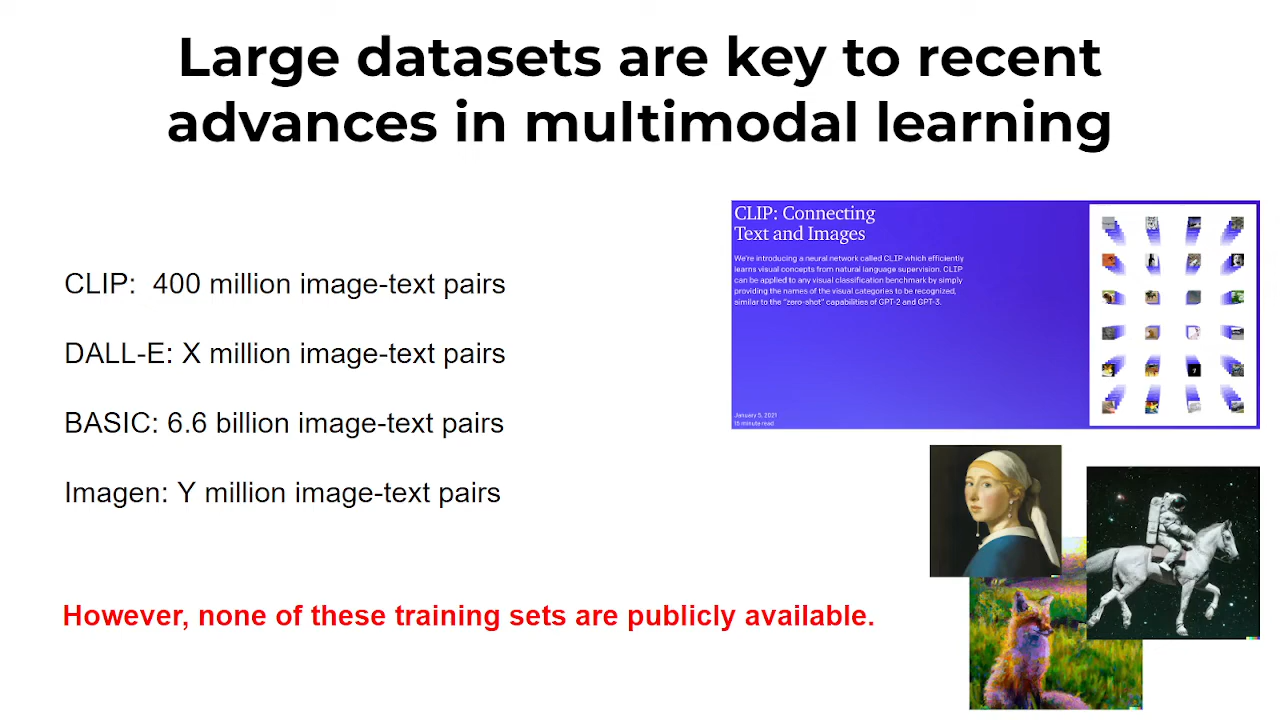 Large datasets are key to recent
advances in multimodal learning
CLIP: 400 million image-text pairs
DALL-E: X million image-text pairs
BASIC: 6.6 billion image-text pairs
Imagen: Y million image-text pairs
However, none of these training sets are publicly available.
CLIP: Connecting
Text and Images
We're introducing a neural network called CLIP which efficiently
learns visual concepts from natural language supervision. CLIP
can be applied to any visual classification benchmark by simply
providing the names of the visual categories to be recognized,
similar to the "zero-shot" capabilities of GPT-2 and GPT-3.
January 5, 2021
15 minute read